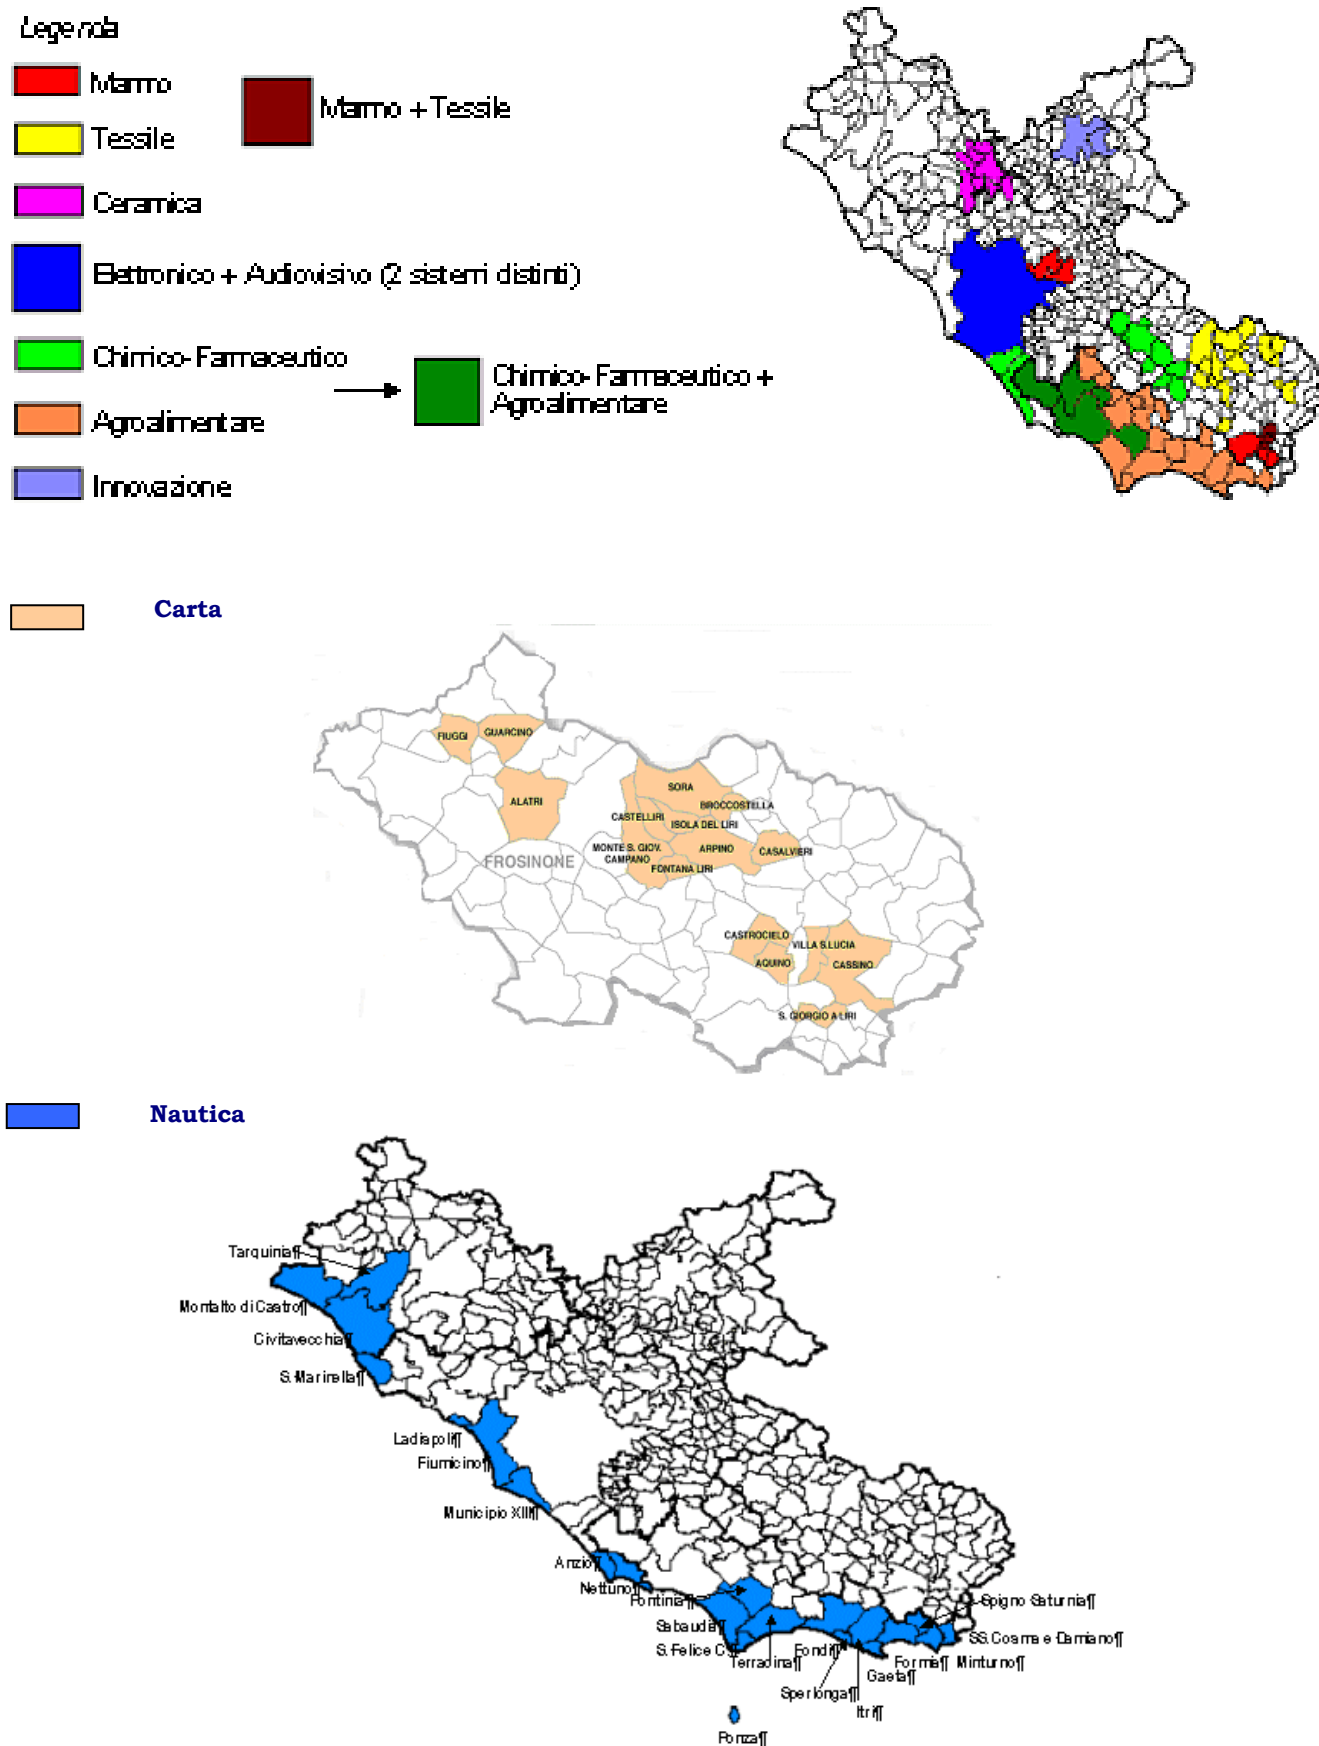 Legenda
Marmo
Marmo + Tessile
Tessile
Ceramica
Elettronico + Audiovisivo (2 sistemi distinti)
Chimico-Farmaceutico
Chimico-Farmaceutico +
Agroalimentare
Agroalimentare
Innovazione
Carta
FIUGGI
GUARCINO
ALATRI
SORA
BROCCOSTELLA
CASTELLIRI
ISOLA DEL LIRI
MONTE S. GIOV.
CAMPANO
ARPINO
CASALVIERI
FROSINONE
FONTANA LIRI
CASTROCIELO
VILLA S.LUCIA
AQUINO
CASSINO
S. GIORGIO A LIRI
Nautica
Tarquinia¶
Montalto di Castro¶
Civitavecchia¶
S. Marinella¶
Ladispoli¶
Fiumicino¶
Municipio XIII¶
Anzio¶
Nettuno¶
Pontinia¶
Spigno Saturnia¶
Sabaudia¶
SS. Cosma e Damiano¶
S. Felice C¶
Terracina¶
Fondi¶
Formia¶
Minturno¶
Gaeta¶
Sperlonga¶
Itri¶
Ponza¶